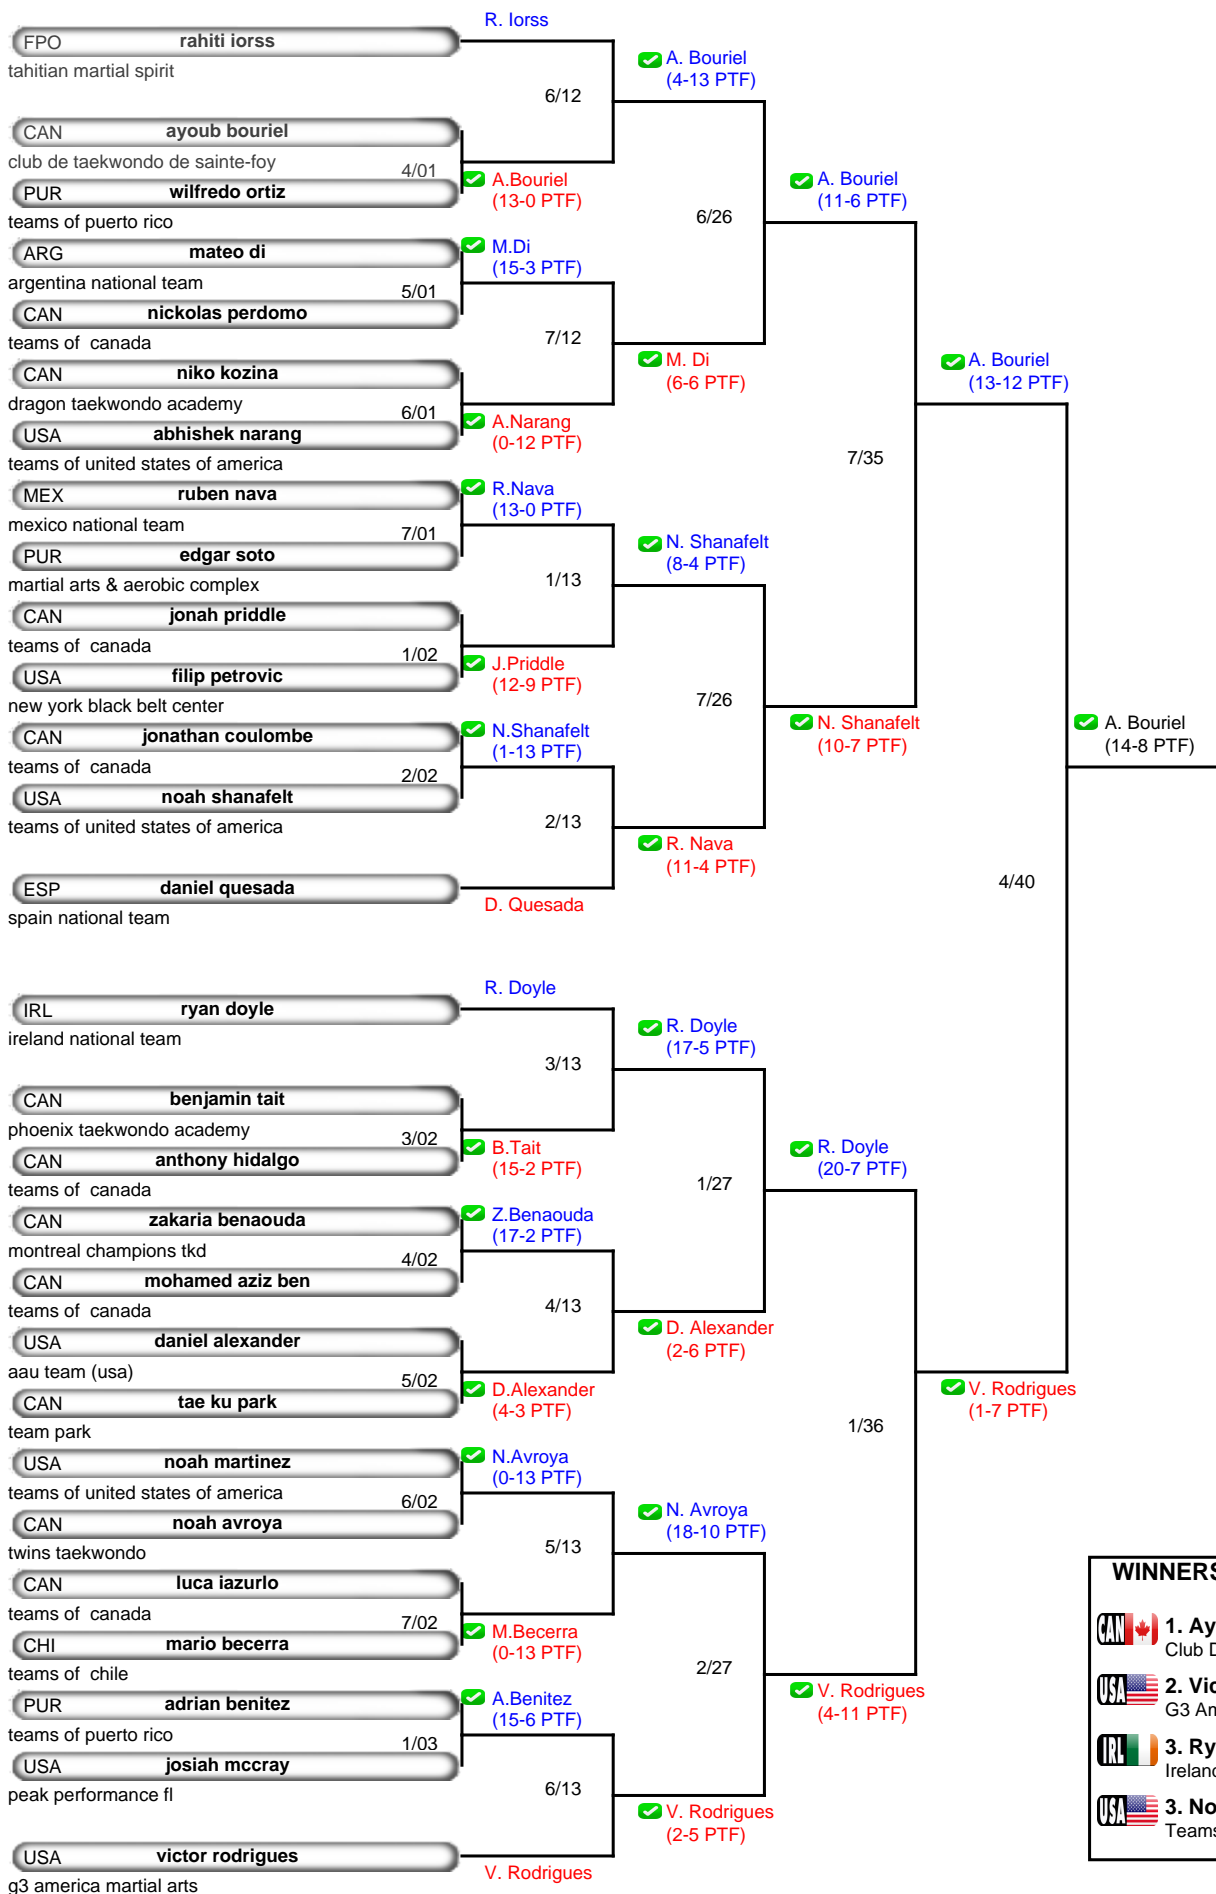 R. Iorss
FPO rahiti iorss
tahitian martial spirit
A. Bouriel
(4-13 PTF)
6/12
CAN ayoub bouriel
club de taekwondo de sainte-foy
4/01
PUR wilfredo ortiz
teams of puerto rico
A.Bouriel
(13-0 PTF)
A. Bouriel
(11-6 PTF)
6/26
ARG mateo di
argentina national team
M.Di
(15-3 PTF)
5/01
CAN nickolas perdomo
teams of  canada
7/12
M. Di
(6-6 PTF)
A. Bouriel
(13-12 PTF)
CAN niko kozina
dragon taekwondo academy
6/01
USA abhishek narang
teams of united states of america
A.Narang
(0-12 PTF)
7/35
MEX ruben nava
mexico national team
R.Nava
(13-0 PTF)
7/01
PUR edgar soto
martial arts & aerobic complex
N. Shanafelt
(8-4 PTF)
1/13
CAN jonah priddle
teams of  canada
1/02
USA filip petrovic
new york black belt center
J.Priddle
(12-9 PTF)
7/26
N. Shanafelt
(10-7 PTF)
A. Bouriel
(14-8 PTF)
CAN jonathan coulombe
teams of  canada
N.Shanafelt
(1-13 PTF)
2/02
USA noah shanafelt
teams of united states of america
2/13
R. Nava
(11-4 PTF)
4/40
ESP daniel quesada
spain national team
D. Quesada
R. Doyle
IRL ryan doyle
ireland national team
R. Doyle
(17-5 PTF)
3/13
CAN benjamin tait
phoenix taekwondo academy
3/02
CAN anthony hidalgo
teams of  canada
B.Tait
(15-2 PTF)
R. Doyle
(20-7 PTF)
1/27
CAN zakaria benaouda
montreal champions tkd
Z.Benaouda
(17-2 PTF)
4/02
CAN mohamed aziz ben
teams of  canada
4/13
D. Alexander
(2-6 PTF)
USA daniel alexander
aau team (usa)
5/02
CAN tae ku park
team park
D.Alexander
(4-3 PTF)
V. Rodrigues
(1-7 PTF)
1/36
USA noah martinez
teams of united states of america
N.Avroya
(0-13 PTF)
6/02
CAN noah avroya
twins taekwondo
N. Avroya
(18-10 PTF)
5/13
CAN luca iazurlo
teams of  canada
7/02
CHI mario becerra
teams of  chile
M.Becerra
(0-13 PTF)
2/27
V. Rodrigues
(4-11 PTF)
PUR adrian benitez
teams of puerto rico
A.Benitez
(15-6 PTF)
1/03
USA josiah mccray
peak performance fl
6/13
V. Rodrigues
(2-5 PTF)
USA victor rodrigues
g3 america martial arts
V. Rodrigues
WINNERS
CAN 1. Ay
Club D
USA 2. Vic
G3 Am
IRL 3. Ry
Ireland
USA 3. No
Teams